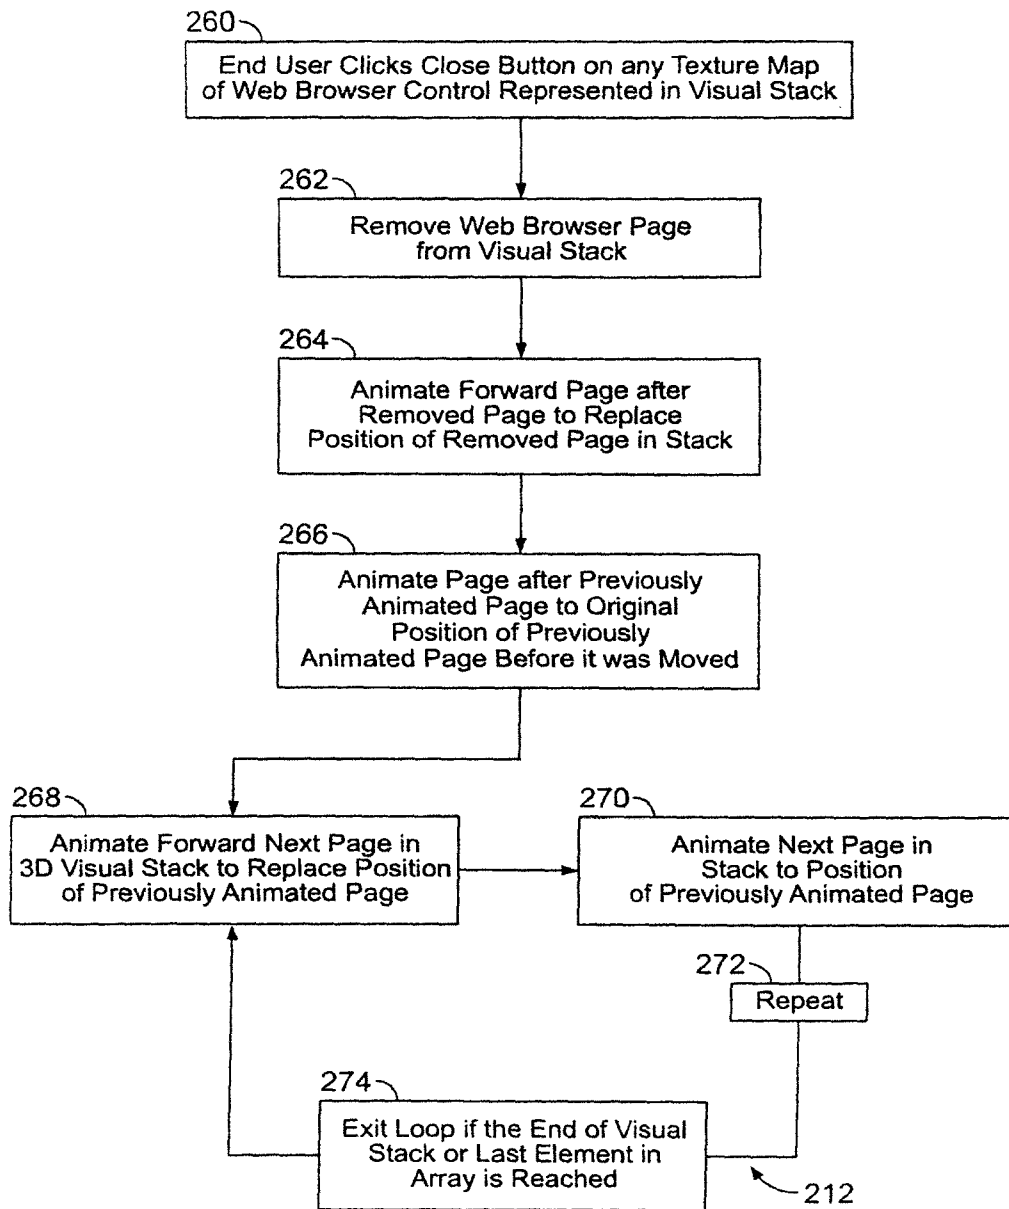 260
End User Clicks Close Button on any Texture Map
of Web Browser Control Represented in Visual Stack
262
Remove Web Browser Page
from Visual Stack
264
Animate Forward Page after
Removed Page to Replace
Position of Removed Page in Stack
266
Animate Page after Previously
Animated Page to Original
Position of Previously
Animated Page Before it was Moved
268
Animate Forward Next Page in
3D Visual Stack to Replace Position
of Previously Animated Page
270
Animate Next Page in
Stack to Position
of Previously Animated Page
272
Repeat
274
Exit Loop if the End of Visual
Stack or Last Element in
Array is Reached
212